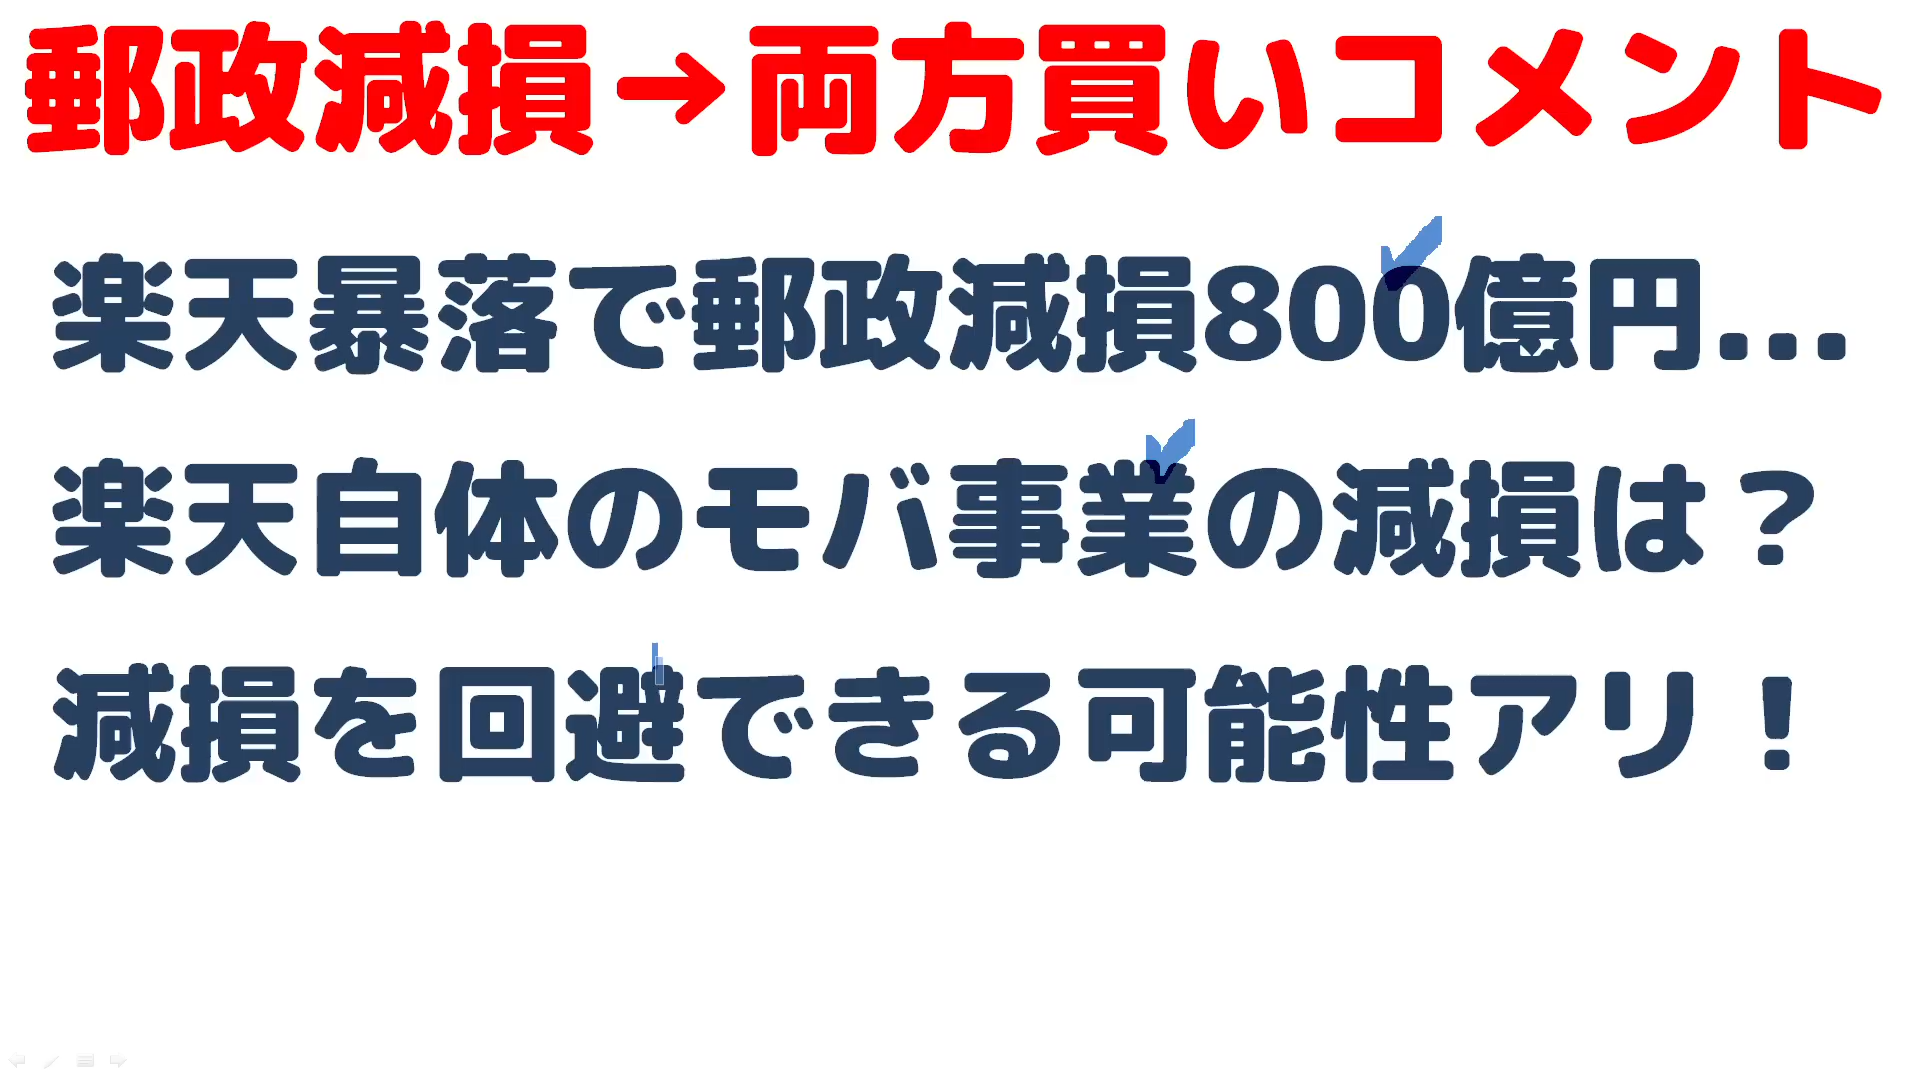 郵政減損→両方買いコメント
楽天暴落で郵政減損800億円...
楽天自体のモバ事業の減損は？
減損を回避できる可能性アリ！